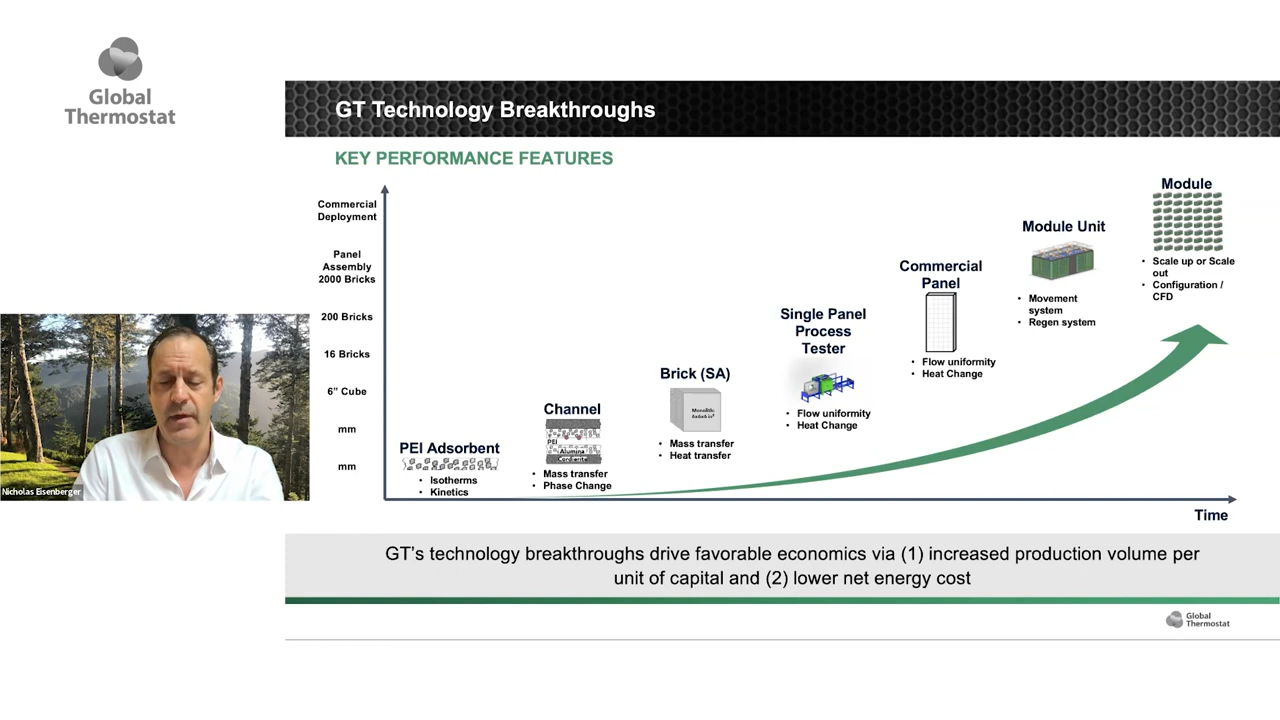 Global
Thermostat
GT Technology Breakthroughs
KEY PERFORMANCE FEATURES
Commercial
Deployment
Panel
Assembly
2000 Bricks
200 Bricks
16 Bricks
6” Cube
mm
mm
PEI Adsorbent
• Isotherms
• Kinetics
Channel
PEI
Alumina
Cordierite
• Mass transfer
• Phase Change
Brick (SA)
Monolith:
6x6x6 in³
• Mass transfer
• Heat transfer
Single Panel
Process
Tester
• Flow uniformity
• Heat Change
Commercial
Panel
• Flow uniformity
• Heat Change
Module Unit
• Movement
system
• Regen system
Module
• Scale up or Scale
out
• Configuration /
CFD
Time
Nicholas Eisenberger
GT’s technology breakthroughs drive favorable economics via (1) increased production volume per
unit of capital and (2) lower net energy cost
Global
Thermostat